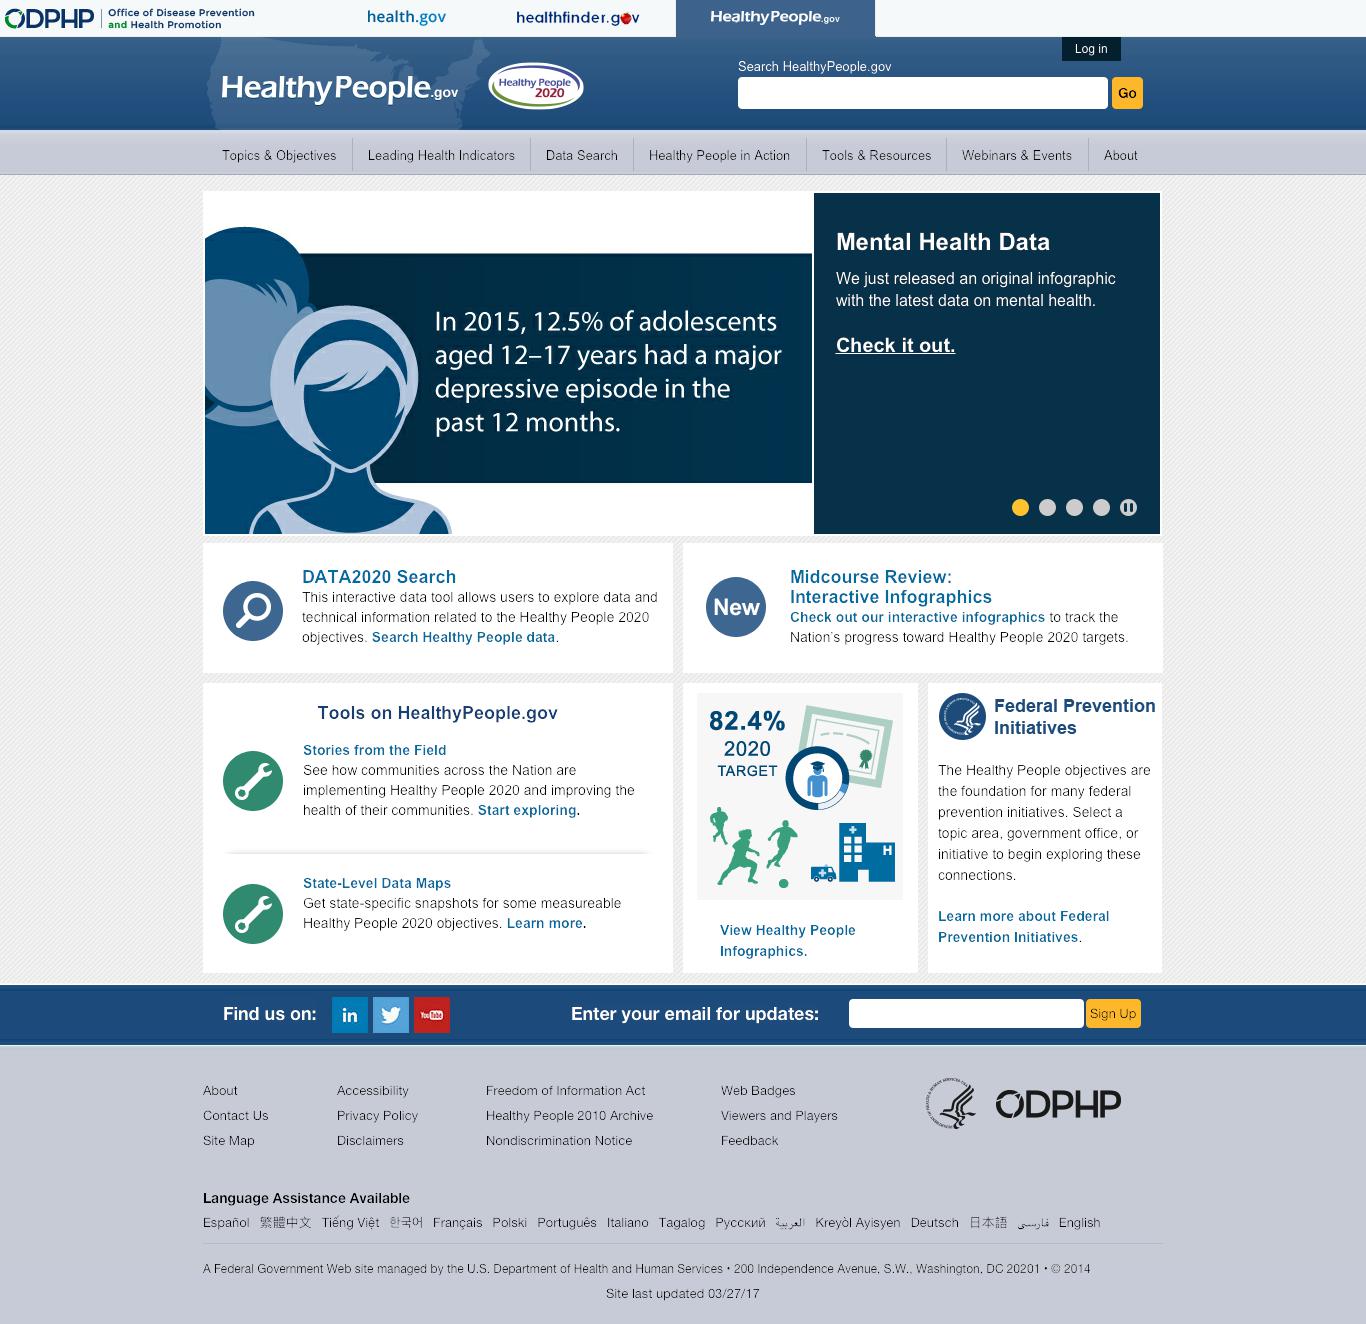 ODPHP Office of Disease Prevention
and Health Promotion
health.gov
healthfinder.gov
HealthyPeople.gov
Log in
HealthyPeople.gov
Healthy People
2020
Search HealthyPeople.gov
Go
Topics & Objectives
Leading Health Indicators
Data Search
Healthy People in Action
Tools & Resources
Webinars & Events
About
In 2015, 12.5% of adolescents
aged 12–17 years had a major
depressive episode in the
past 12 months.
Mental Health Data
We just released an original infographic
with the latest data on mental health.
Check it out.
DATA2020 Search
This interactive data tool allows users to explore data and
technical information related to the Healthy People 2020
objectives. Search Healthy People data.
New
Midcourse Review:
Interactive Infographics
Check out our interactive infographics to track the
Nation's progress toward Healthy People 2020 targets.
Tools on HealthyPeople.gov
Stories from the Field
See how communities across the Nation are
implementing Healthy People 2020 and improving the
health of their communities. Start exploring.
State-Level Data Maps
Get state-specific snapshots for some measureable
Healthy People 2020 objectives. Learn more.
82.4%
2020
TARGET
H
View Healthy People
Infographics.
Federal Prevention
Initiatives
The Healthy People objectives are
the foundation for many federal
prevention initiatives. Select a
topic area, government office, or
initiative to begin exploring these
connections.
Learn more about Federal
Prevention Initiatives.
Find us on:
in
You Tube
Enter your email for updates:
Sign Up
About
Contact Us
Site Map
Accessibility
Privacy Policy
Disclaimers
Freedom of Information Act
Healthy People 2010 Archive
Nondiscrimination Notice
Web Badges
Viewers and Players
Feedback
ODPHP
Language Assistance Available
Español 繁體中文 Tiếng Việt 한국어 Français Polski Português Italiano Tagalog Русский العربية Kreyòl Ayisyen Deutsch 日本語 فارسی English
A Federal Government Web site managed by the U.S. Department of Health and Human Services • 200 Independence Avenue, S.W., Washington, DC 20201 • © 2014
Site last updated 03/27/17